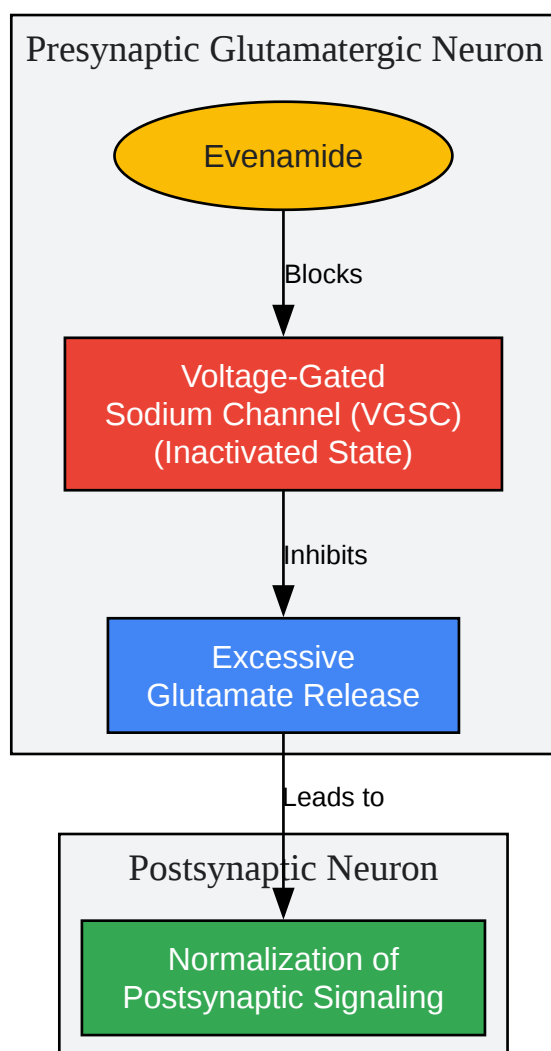 Presynaptic Glutamatergic Neuron
Evenamide
Blocks
Voltage-Gated
Sodium Channel (VGSC)
(Inactivated State)
Inhibits
Excessive
Glutamate Release
Leads to
Postsynaptic Neuron
Normalization of
Postsynaptic Signaling